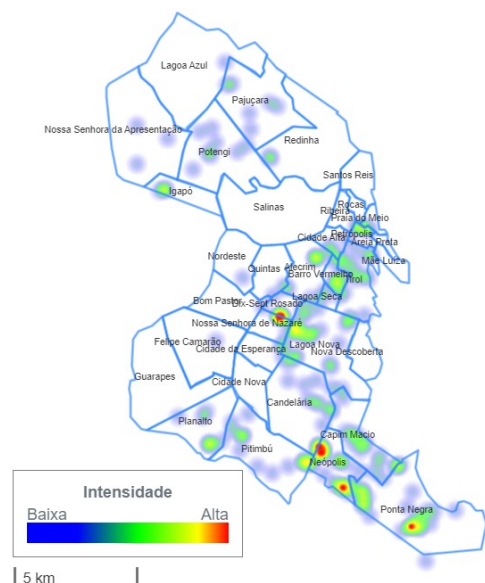 Lagoa Azul
Pajuçara
Nossa Senhora da Apresentação
Potengi
Redinha
Santos Reis
Igapó
Salinas
Rocas
Ribeira
Praia do Meio
Petrópolis
Cidade Alta
Areia Preta
Nordeste
Mãe Luiza
Quintas
Alecrim
Barro Vermelho
Tirol
Bom Pastor
Dix-Sept Rosado
Lagoa Seca
Nossa Senhora de Nazaré
Felipe Camarão
Cidade da Esperança
Lagoa Nova
Nova Descoberta
Guarapes
Cidade Nova
Candelária
Planalto
Capim Macio
Pitimbú
Neópolis
Ponta Negra
Intensidade
Baixa Alta
5 km